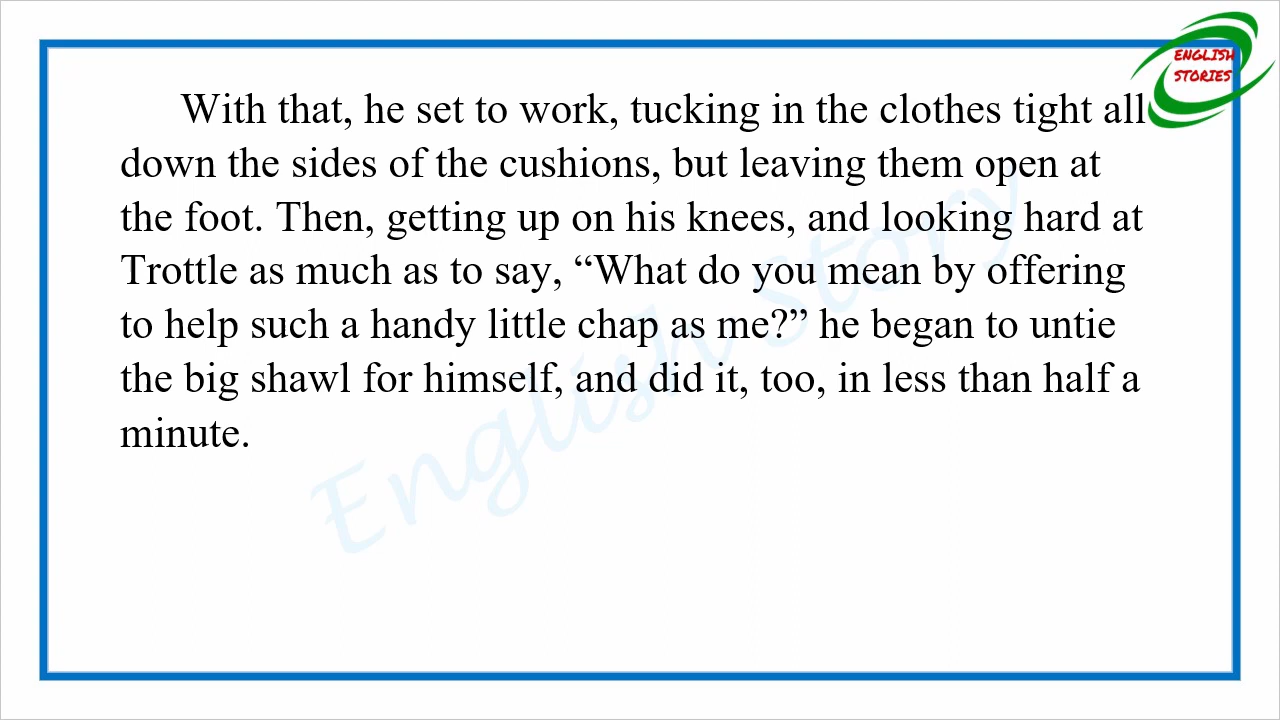 ENGLISH
STORIES
With that, he set to work, tucking in the clothes tight all
down the sides of the cushions, but leaving them open at
the foot. Then, getting up on his knees, and looking hard at
Trottle as much as to say, “What do you mean by offering
to help such a handy little chap as me?” he began to untie
the big shawl for himself, and did it, too, in less than half a
minute.
English Story